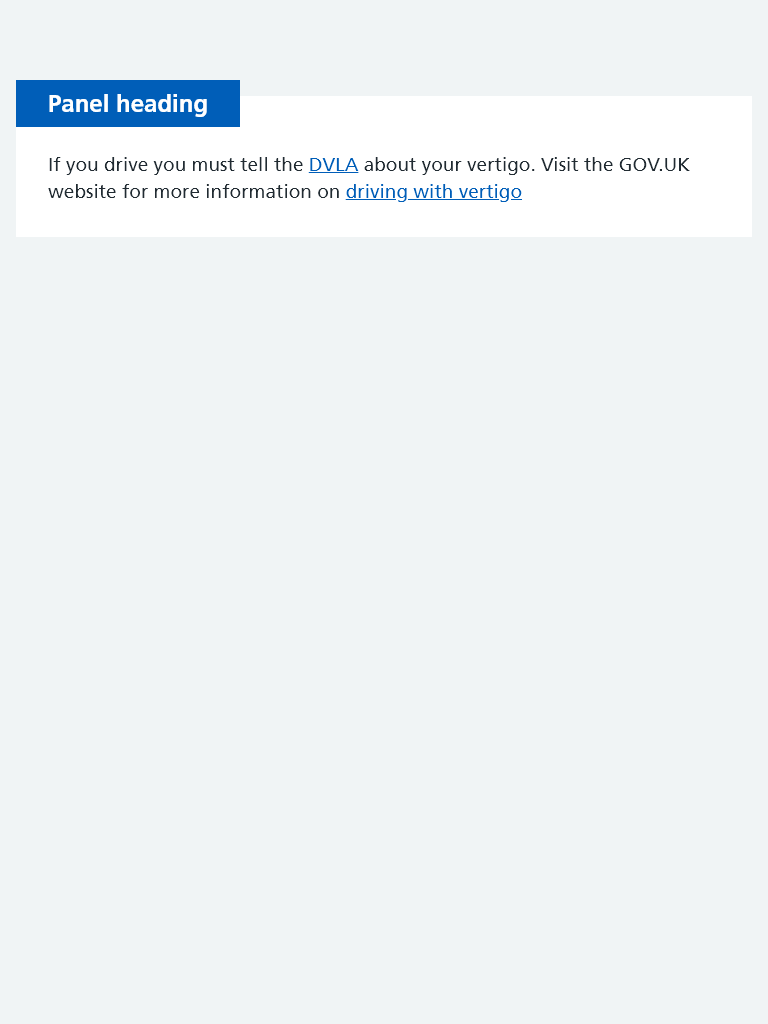 Panel heading
If you drive you must tell the DVLA about your vertigo. Visit the GOV.UK
website for more information on driving with vertigo